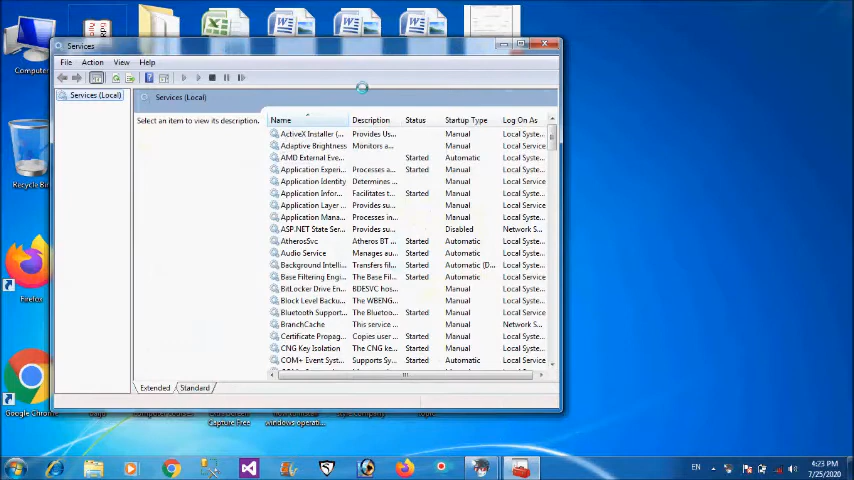 Computer
Recycle Bin
Firefox
Google Chrome
Services
File Action View Help
Services (Local)
Services (Local)
Select an item to view its description.
Name Description Status Startup Type Log On As
ActiveX Installer (... Provides Us... Manual Local Syste...
Adaptive Brightness Monitors a... Manual Local Service
AMD External Eve... Started Automatic Local Syste...
Application Experi... Processes a... Started Manual Local Syste...
Application Identity Determines ... Manual Local Service
Application Infor... Facilitates t... Started Manual Local Syste...
Application Layer ... Provides su... Manual Local Service
Application Mana... Processes in... Manual Local Syste...
ASP.NET State Ser... Provides su... Disabled Network S...
AtherosSvc Atheros BT ... Started Automatic Local Syste...
Audio Service Manages au... Started Automatic Local Syste...
Background Intelli... Transfers fil... Started Automatic (D... Local Syste...
Base Filtering Engi... The Base Fil... Started Automatic Local Service
BitLocker Drive En... BDESVC hos... Manual Local Syste...
Block Level Backu... The WBENG... Manual Local Syste...
Bluetooth Support... The Bluetoo... Started Manual Local Service
BranchCache This service ... Manual Network S...
Certificate Propag... Copies user ... Started Manual Local Syste...
CNG Key Isolation The CNG ke... Started Manual Local Syste...
COM+ Event Syst... Supports Sy... Started Automatic Local Service
Extended Standard
Capture Free
windows operati...
EN
4:23 PM
7/25/2020